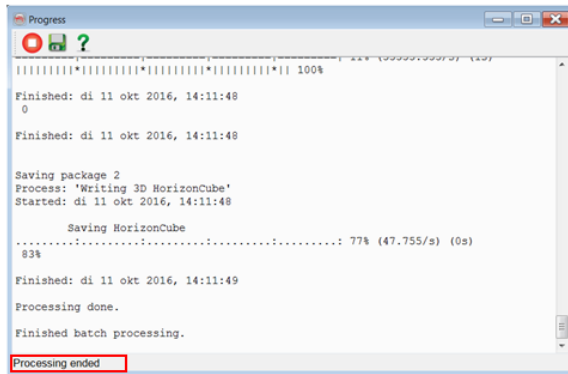 Progress
|||||||||*|||||||||*|||||||||*|||||||||*|| 100%
Finished: di 11 okt 2016, 14:11:48
0
Finished: di 11 okt 2016, 14:11:48
Saving package 2
Process: 'Writing 3D HorizonCube'
Started: di 11 okt 2016, 14:11:48
Saving HorizonCube
.........:.........:.........:.........:.........: 77% (47.755/s) (0s)
83%
Finished: di 11 okt 2016, 14:11:49
Processing done.
Finished batch processing.
Processing ended